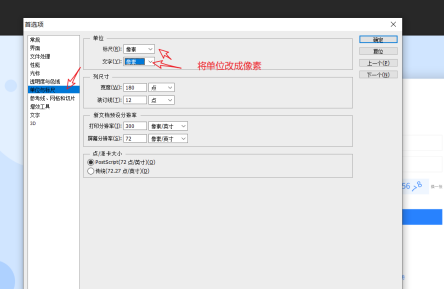 首选项
常规
界面
文件处理
性能
光标
透明度与色域
单位与标尺
参考线、网格和切片
增效工具
文字
3D
单位
标尺(R): 像素
文字(T): 像素
将单位改成像素
列尺寸
宽度(W): 180 点
装订线(T): 12 点
新文档预设分辨率
打印分辨率(I): 300 像素/英寸
屏幕分辨率(S): 72 像素/英寸
点/派卡大小
PostScript(72 点/英寸)(O)
传统(72.27 点/英寸)(D)
确定
复位
上一个(P)
下一个(N)